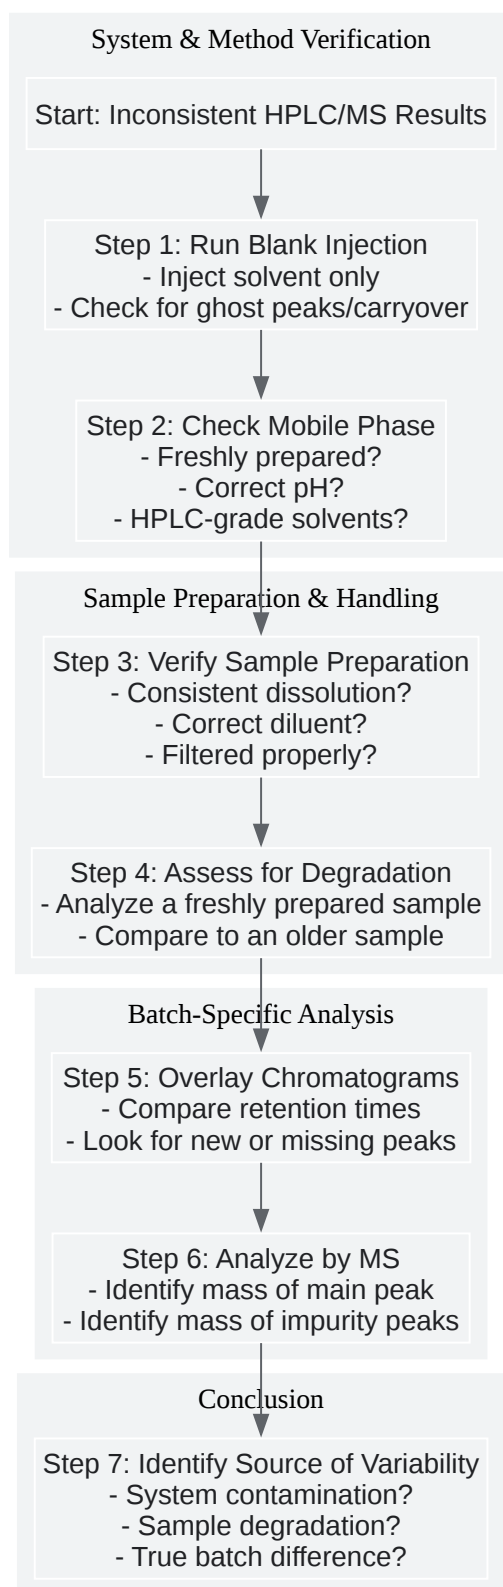 System & Method Verification
Start: Inconsistent HPLC/MS Results
Step 1: Run Blank Injection
- Inject solvent only
- Check for ghost peaks/carryover
Step 2: Check Mobile Phase
- Freshly prepared?
- Correct pH?
- HPLC-grade solvents?
Sample Preparation & Handling
Step 3: Verify Sample Preparation
- Consistent dissolution?
- Correct diluent?
- Filtered properly?
Step 4: Assess for Degradation
- Analyze a freshly prepared sample
- Compare to an older sample
Batch-Specific Analysis
Step 5: Overlay Chromatograms
- Compare retention times
- Look for new or missing peaks
Step 6: Analyze by MS
- Identify mass of main peak
- Identify mass of impurity peaks
Conclusion
Step 7: Identify Source of Variability
- System contamination?
- Sample degradation?
- True batch difference?